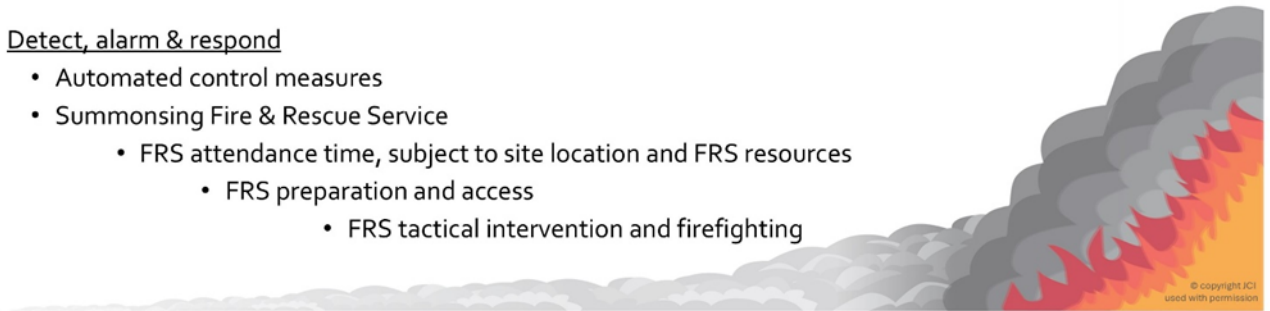 Detect, alarm & respond
• Automated control measures
• Summonsing Fire & Rescue Service
• FRS attendance time, subject to site location and FRS resources
• FRS preparation and access
• FRS tactical intervention and firefighting
© copyright JCI
used with permission